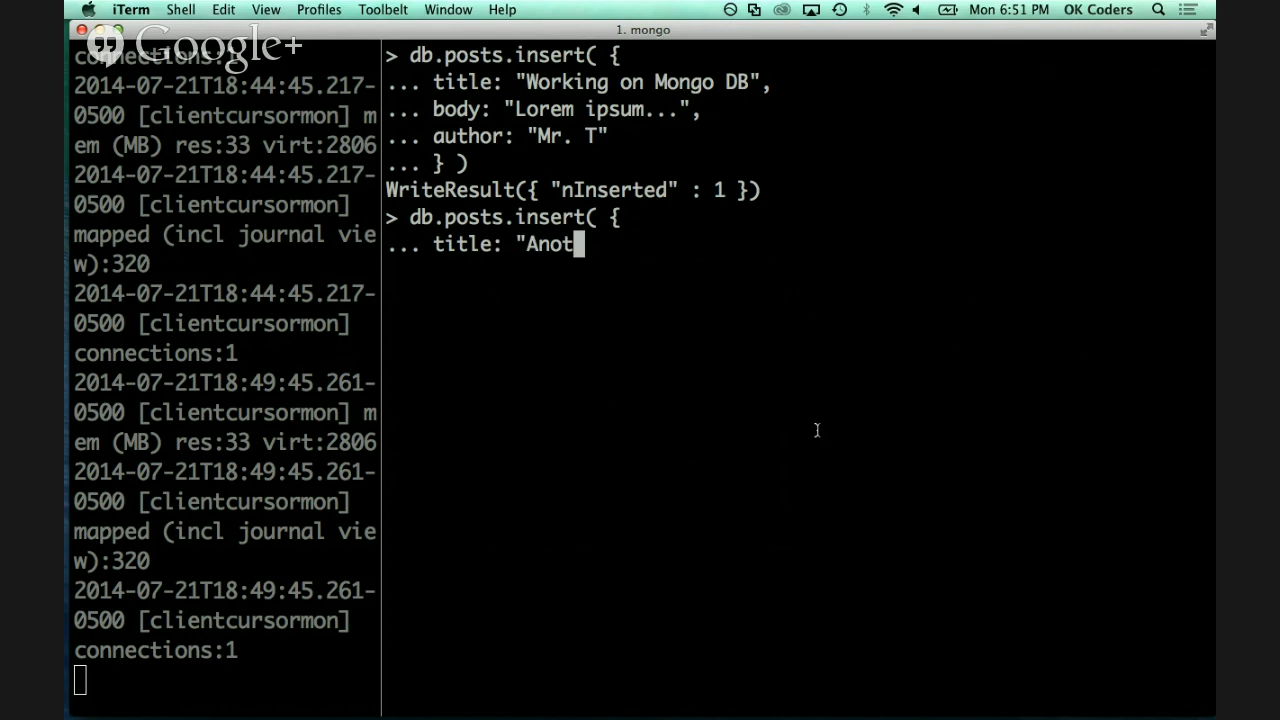 iTerm Shell Edit View Profiles Toolbelt Window Help Mon 6:51 PM OK Coders
1. mongo
Google+
connections:1
2014-07-21T18:44:45.217-
0500 [clientcursormon] m
em (MB) res:33 virt:2806
2014-07-21T18:44:45.217-
0500 [clientcursormon]
mapped (incl journal vie
w):320
2014-07-21T18:44:45.217-
0500 [clientcursormon]
connections:1
2014-07-21T18:49:45.261-
0500 [clientcursormon] m
em (MB) res:33 virt:2806
2014-07-21T18:49:45.261-
0500 [clientcursormon]
mapped (incl journal vie
w):320
2014-07-21T18:49:45.261-
0500 [clientcursormon]
connections:1
> db.posts.insert( {
... title: "Working on Mongo DB",
... body: "Lorem ipsum...",
... author: "Mr. T"
... } )
WriteResult({ "nInserted" : 1 })
> db.posts.insert( {
... title: "Anot